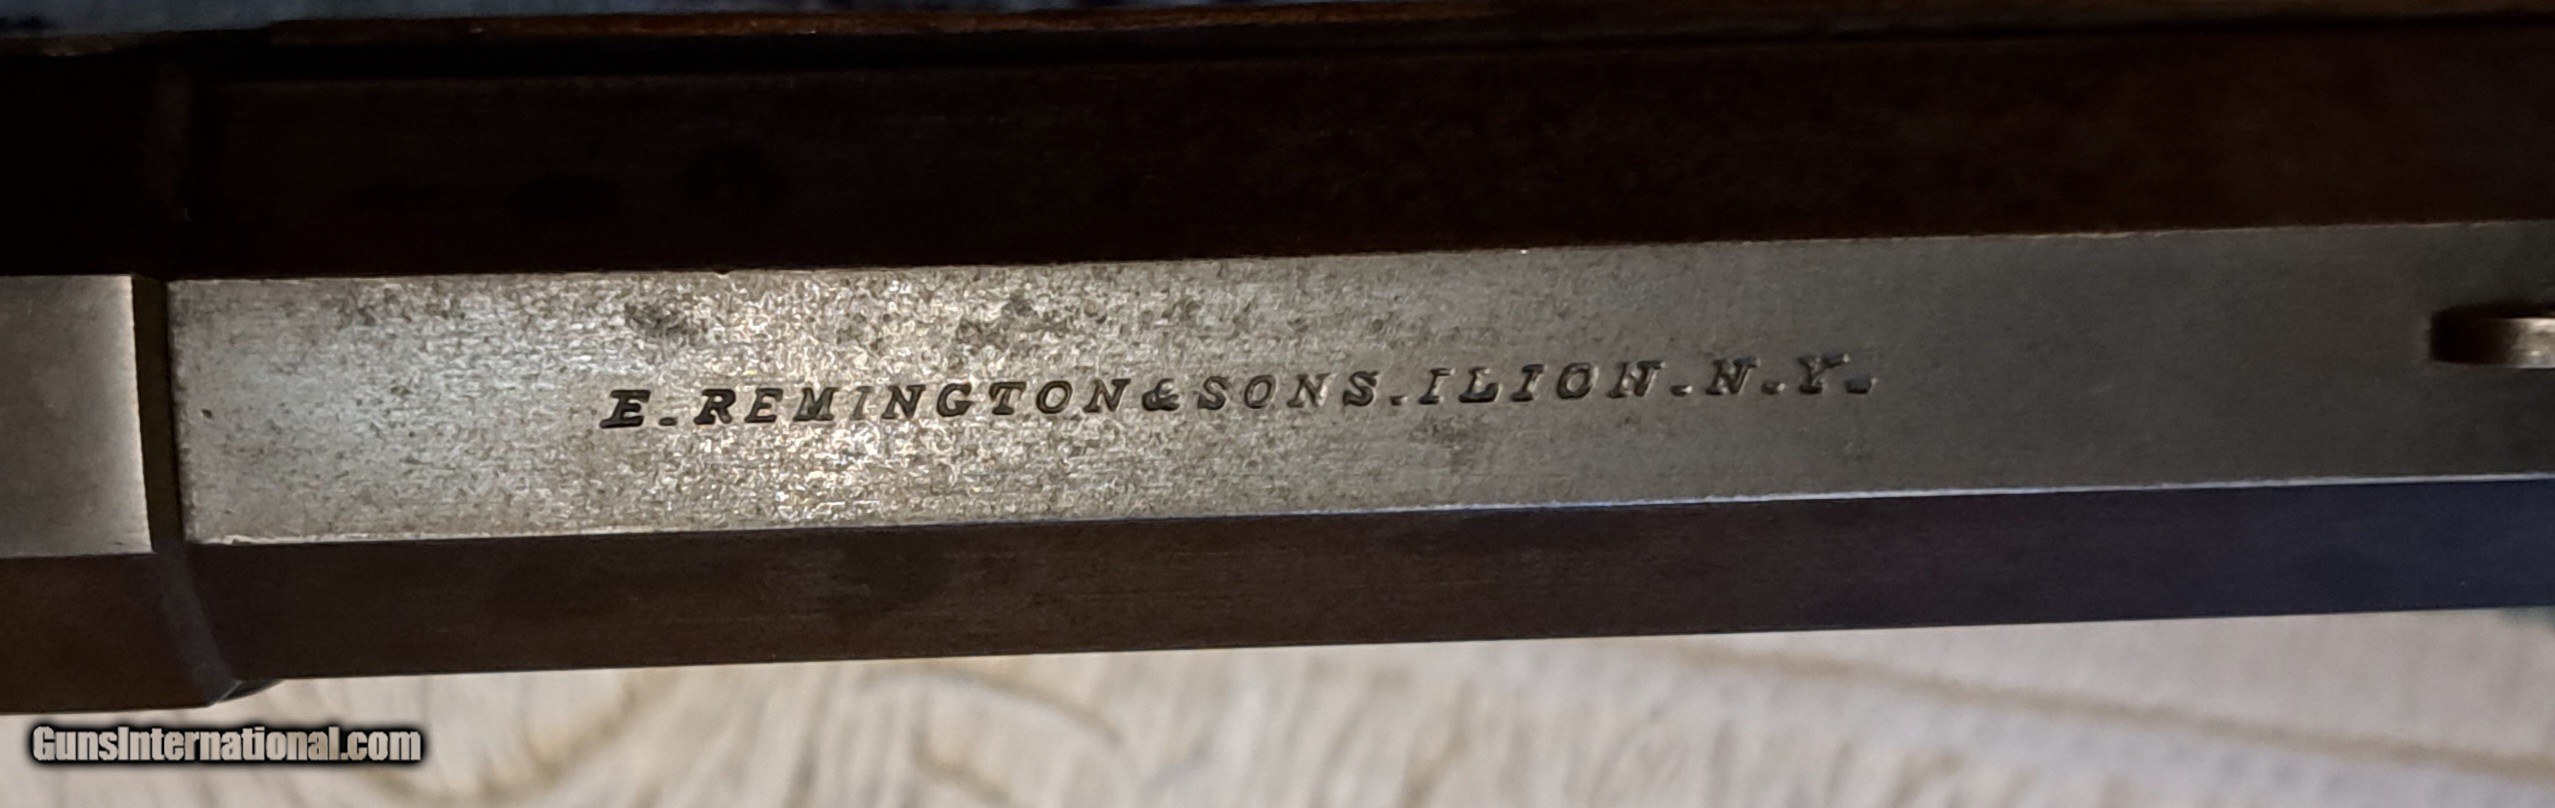 E. REMINGTON & SONS. ILION. N. Y.
GunsInternational.com